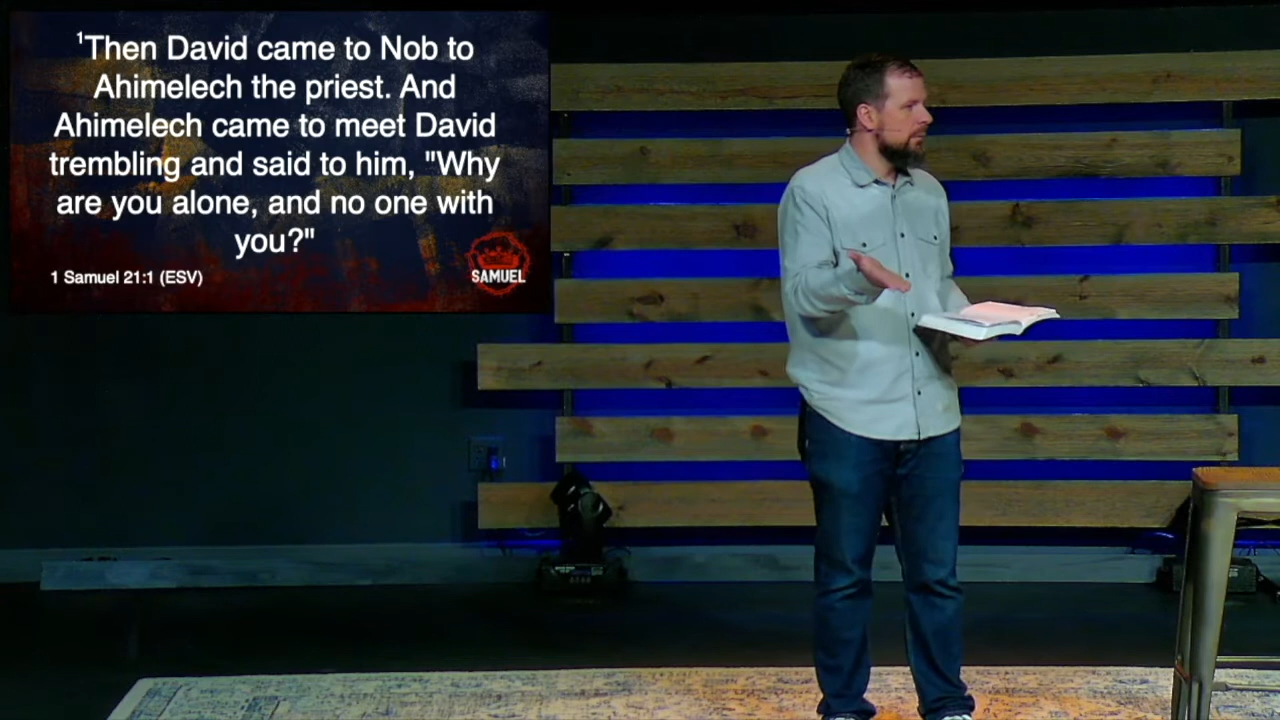 ¹Then David came to Nob to
Ahimelech the priest. And
Ahimelech came to meet David
trembling and said to him, "Why
are you alone, and no one with
you?"
1 Samuel 21:1 (ESV)
SAMUEL